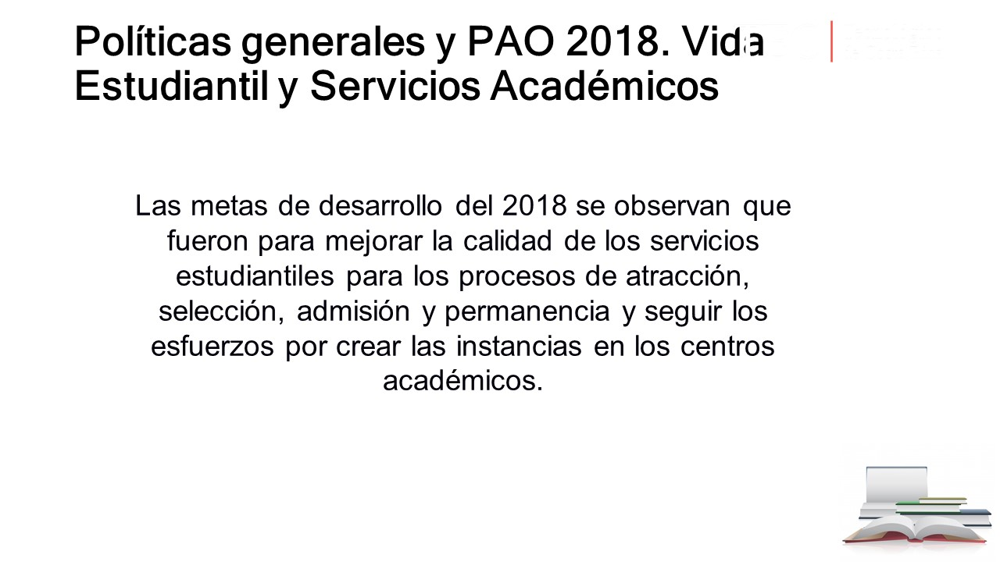 Políticas generales y PAO 2018. Vida
Estudiantil y Servicios Académicos
Las metas de desarrollo del 2018 se observan que
fueron para mejorar la calidad de los servicios
estudiantiles para los procesos de atracción,
selección, admisión y permanencia y seguir los
esfuerzos por crear las instancias en los centros
académicos.